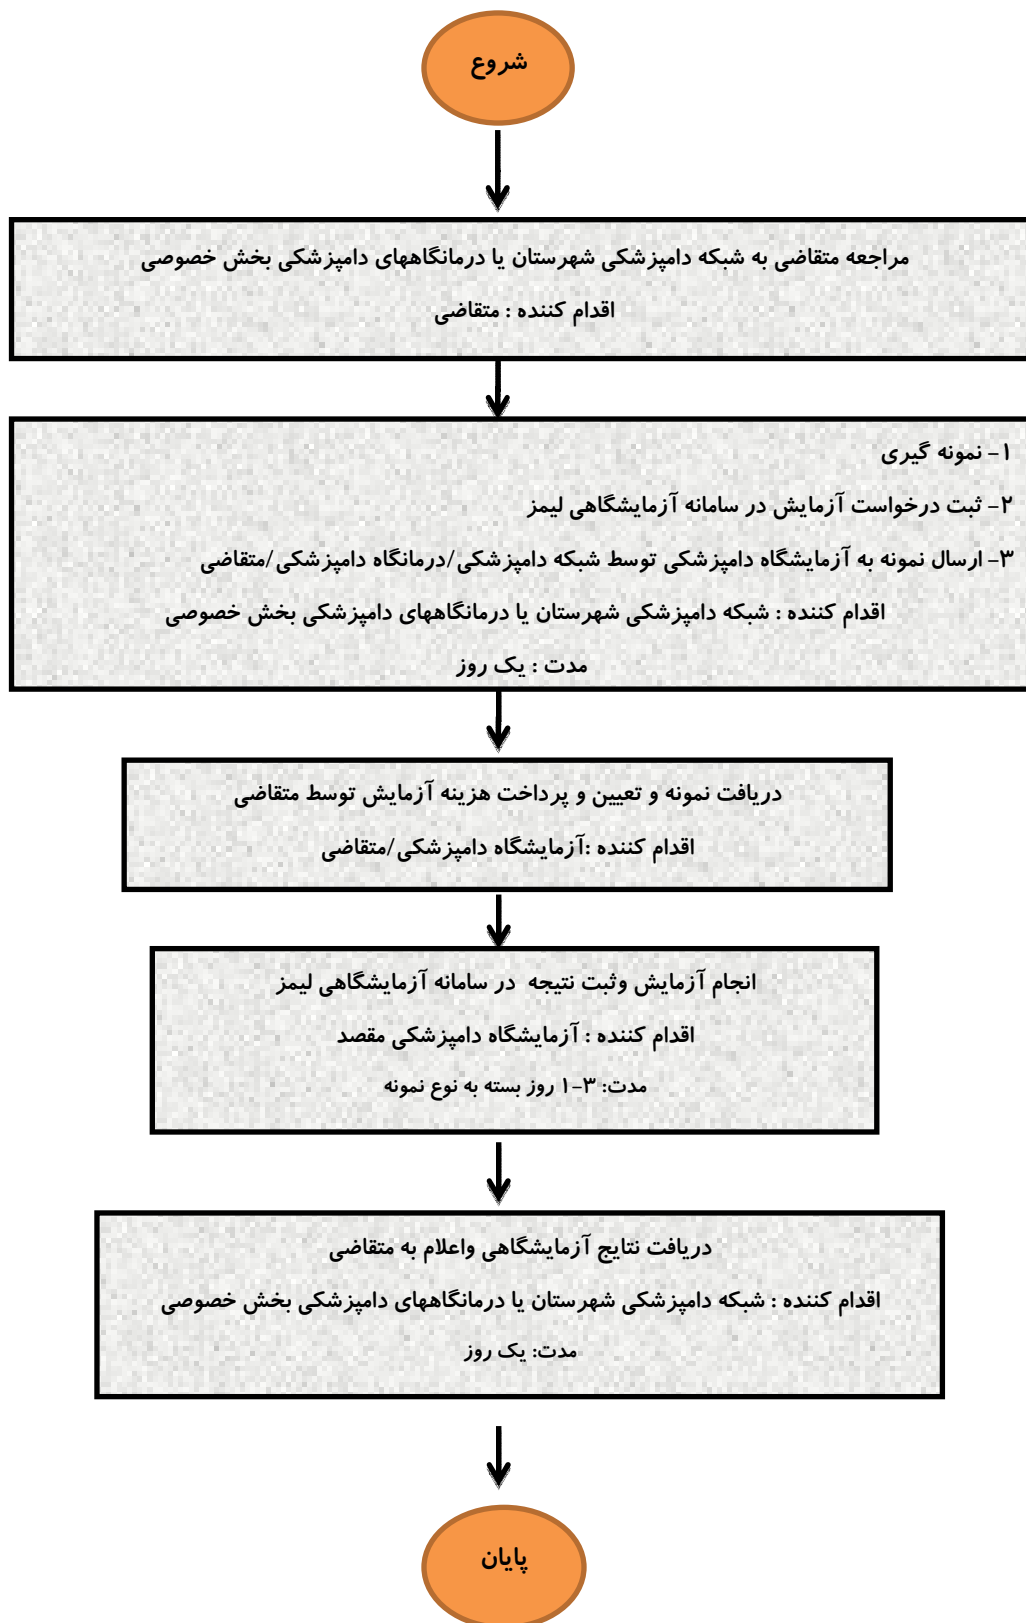 شروع
مراجعه متقاضی به شبکه دامپزشکی شهرستان یا درمانگاههای دامپزشکی بخش خصوصی
اقدام کننده : متقاضی
۱- نمونه گیری
۲- ثبت درخواست آزمایش در سامانه آزمایشگاهی لیمز
۳- ارسال نمونه به آزمایشگاه دامپزشکی توسط شبکه دامپزشکی/درمانگاه دامپزشکی/متقاضی
اقدام کننده : شبکه دامپزشکی شهرستان یا درمانگاههای دامپزشکی بخش خصوصی
مدت : یک روز
دریافت نمونه و تعیین و پرداخت هزینه آزمایش توسط متقاضی
اقدام کننده :آزمایشگاه دامپزشکی/متقاضی
انجام آزمایش وثبت نتیجه در سامانه آزمایشگاهی لیمز
اقدام کننده : آزمایشگاه دامپزشکی مقصد
مدت: ۳-۱ روز بسته به نوع نمونه
دریافت نتایج آزمایشگاهی واعلام به متقاضی
اقدام کننده : شبکه دامپزشکی شهرستان یا درمانگاههای دامپزشکی بخش خصوصی
مدت: یک روز
پایان